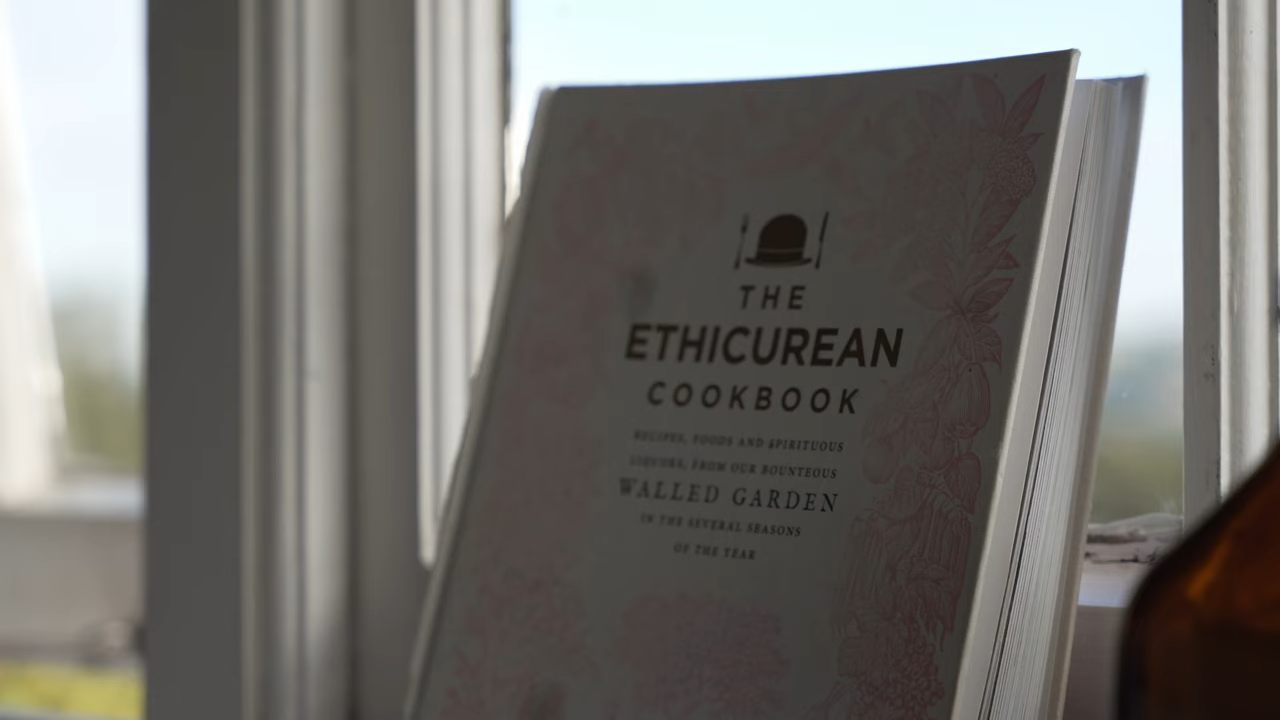 THE
ETHICUREAN
COOKBOOK
RECIPES, FOODS AND SPIRITUOUS
LIQUORS, FROM OUR BOUNTEOUS
WALLED GARDEN
IN THE SEVERAL SEASONS
OF THE YEAR